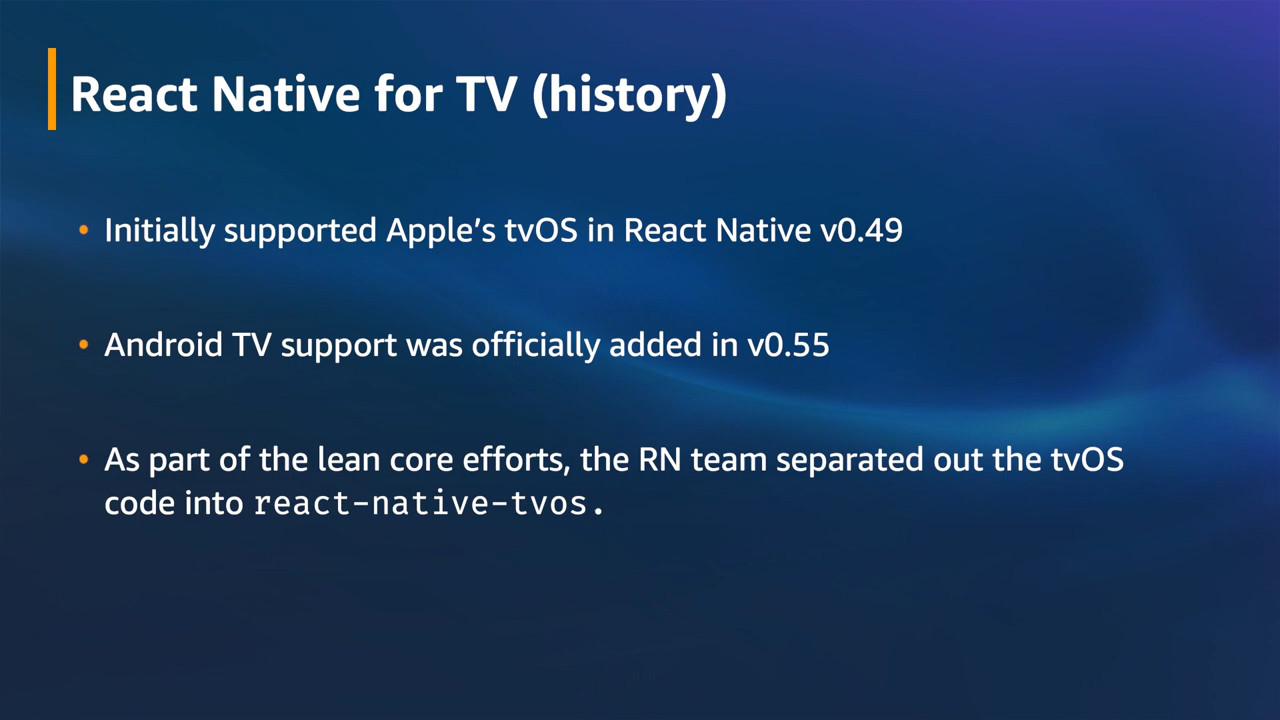 React Native for TV (history)
• Initially supported Apple’s tvOS in React Native v0.49
• Android TV support was officially added in v0.55
• As part of the lean core efforts, the RN team separated out the tvOS
code into react-native-tvos.